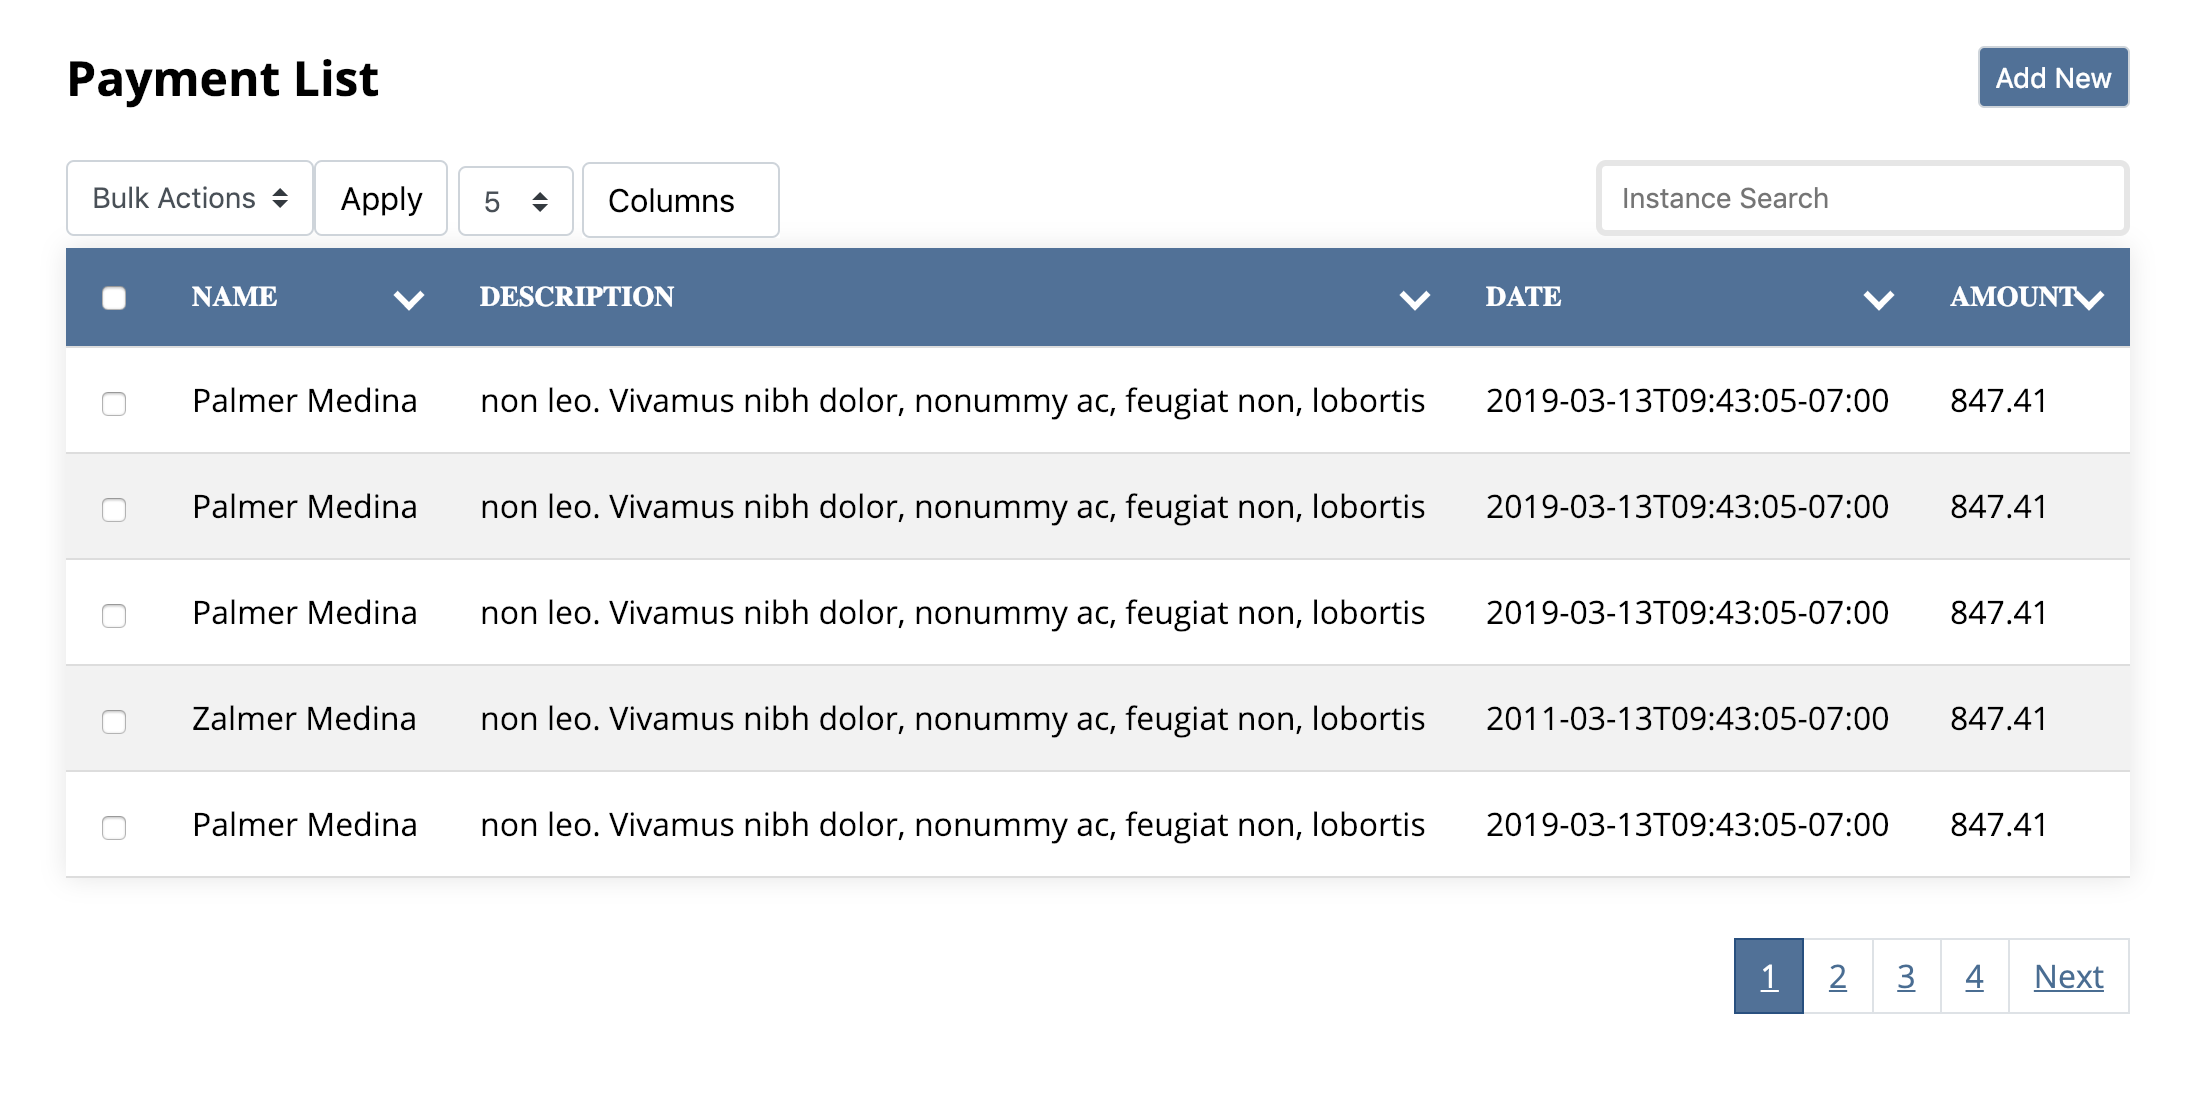 Payment List Add New
Bulk Actions Apply 5 Columns Instance Search
NAME DESCRIPTION DATE AMOUNT
Palmer Medina non leo. Vivamus nibh dolor, nonummy ac, feugiat non, lobortis 2019-03-13T09:43:05-07:00 847.41
Palmer Medina non leo. Vivamus nibh dolor, nonummy ac, feugiat non, lobortis 2019-03-13T09:43:05-07:00 847.41
Palmer Medina non leo. Vivamus nibh dolor, nonummy ac, feugiat non, lobortis 2019-03-13T09:43:05-07:00 847.41
Zalmer Medina non leo. Vivamus nibh dolor, nonummy ac, feugiat non, lobortis 2011-03-13T09:43:05-07:00 847.41
Palmer Medina non leo. Vivamus nibh dolor, nonummy ac, feugiat non, lobortis 2019-03-13T09:43:05-07:00 847.41
1 2 3 4 Next